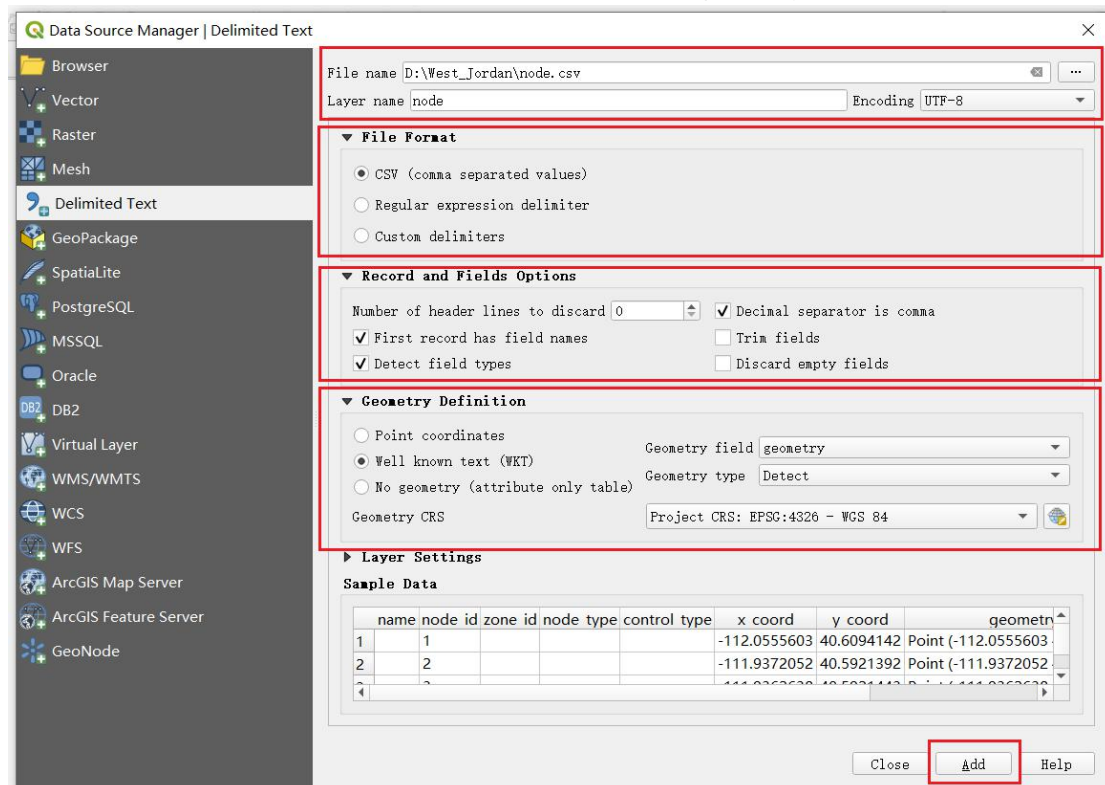 Data Source Manager | Delimited Text
Browser
Vector
Raster
Mesh
Delimited Text
GeoPackage
SpatiaLite
PostgreSQL
MSSQL
Oracle
DB2
Virtual Layer
WMS/WMTS
WCS
WFS
ArcGIS Map Server
ArcGIS Feature Server
GeoNode
File name D:\West_Jordan\node.csv ...
Layer name node Encoding UTF-8
File Format
CSV (comma separated values)
Regular expression delimiter
Custom delimiters
Record and Fields Options
Number of header lines to discard 0 Decimal separator is comma
First record has field names Trim fields
Detect field types Discard empty fields
Geometry Definition
Point coordinates
Well known text (WKT)
No geometry (attribute only table)
Geometry field geometry
Geometry type Detect
Geometry CRS Project CRS: EPSG:4326 - WGS 84
Layer Settings
Sample Data
name node id zone id node type control type x coord y coord geometry
1 1 -112.0555603 40.6094142 Point (-112.0555603
2 2 -111.9372052 40.5921392 Point (-111.9372052
Close Add Help